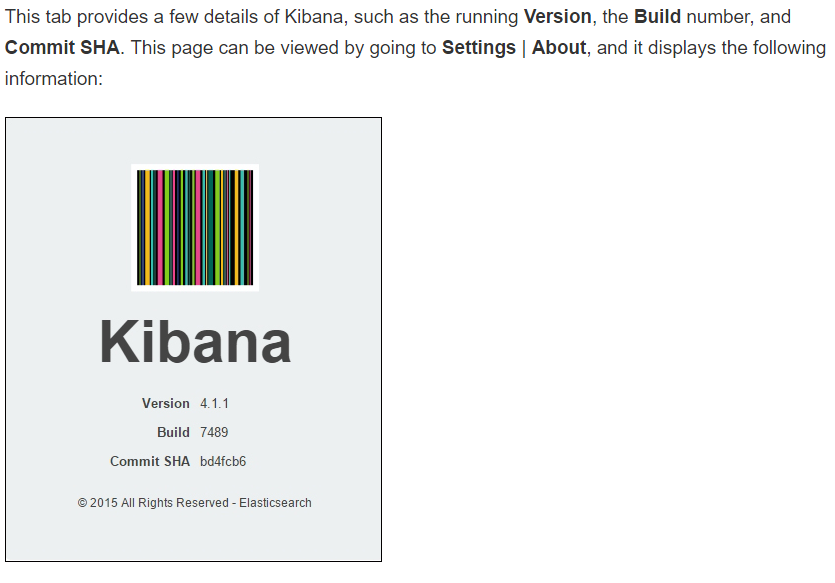 This tab provides a few details of Kibana, such as the running Version, the Build number, and
Commit SHA. This page can be viewed by going to Settings | About, and it displays the following
information:
Kibana
Version 4.1.1
Build 7489
Commit SHA bd4fcb6
© 2015 All Rights Reserved - Elasticsearch